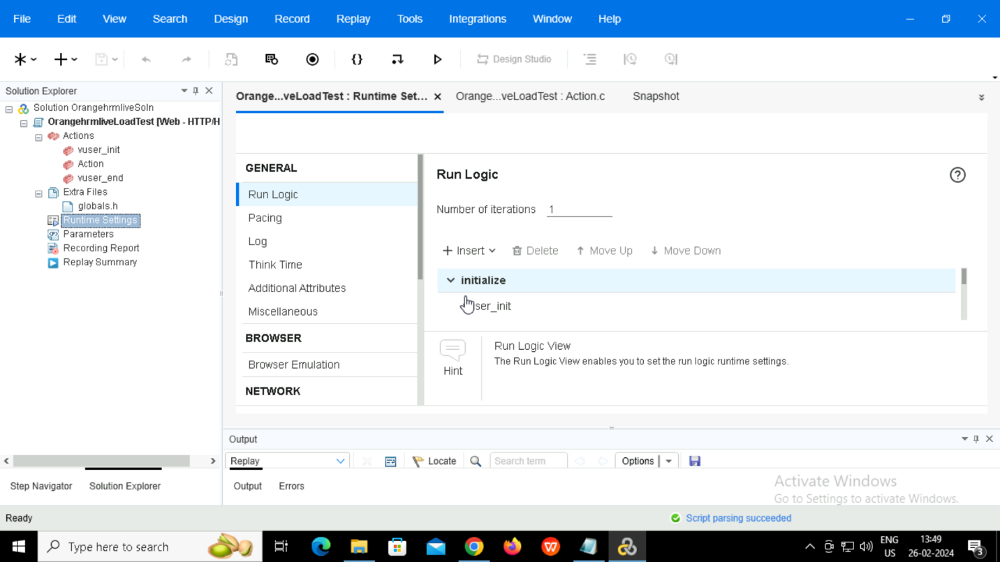 File Edit View Search Design Record Replay Tools Integrations Window Help
Design Studio
Solution Explorer
Solution OrangehrmliveSoln
OrangehrmliveLoadTest [Web - HTTP/H
Actions
vuser_init
Action
vuser_end
Extra Files
globals.h
Runtime Settings
Parameters
Recording Report
Replay Summary
Step Navigator Solution Explorer
Orange...veLoadTest : Runtime Set... Orange...veLoadTest : Action.c Snapshot
GENERAL
Run Logic
Pacing
Log
Think Time
Additional Attributes
Miscellaneous
BROWSER
Browser Emulation
NETWORK
Run Logic
Number of iterations 1
Insert Delete Move Up Move Down
initialize
ser_init
Hint
Run Logic View
The Run Logic View enables you to set the run logic runtime settings.
Output
Replay Locate Search term Options
Output Errors
Activate Windows
Go to Settings to activate Windows.
Ready Script parsing succeeded
Type here to search
ENG
US
13:49
26-02-2024
3